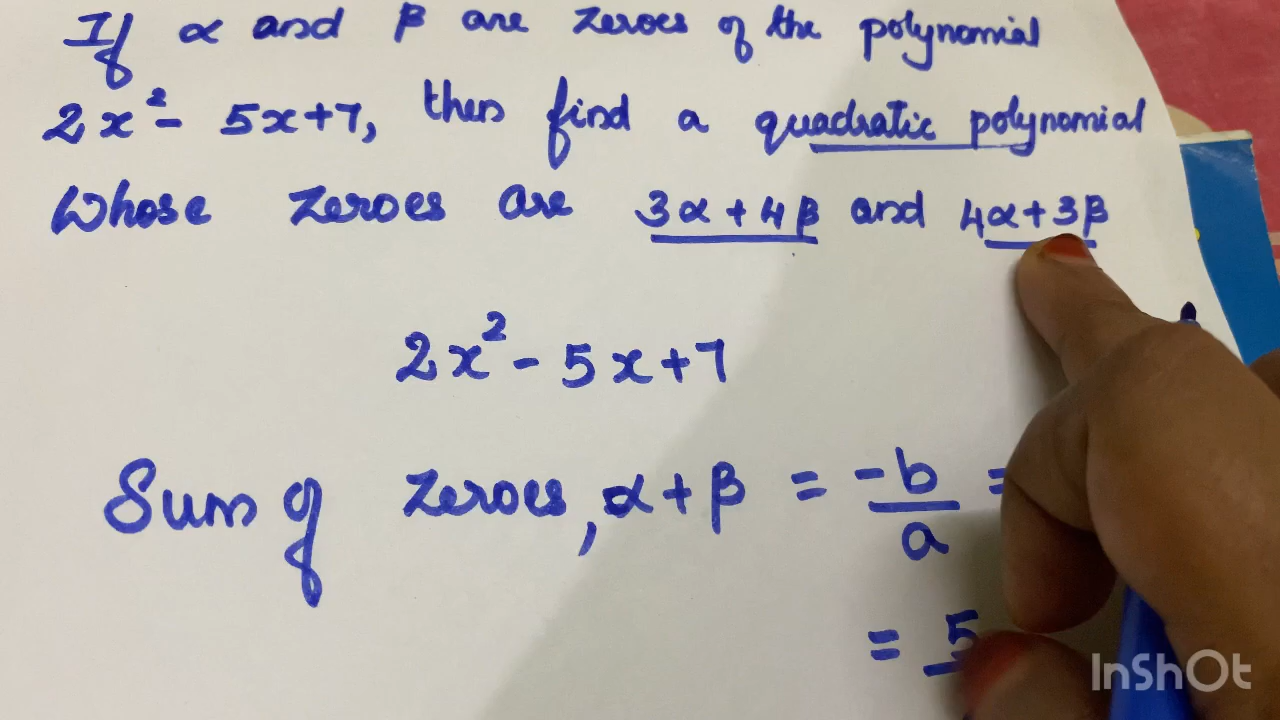 If α and β are zeroes of the polynomial
2x² - 5x+7, then find a quadratic polynomial
Whose zeroes are 3α + 4β and 4α+3β
2x² - 5x+7
Sum of zeroes, α+β = -b/a =
= 5
InShOt